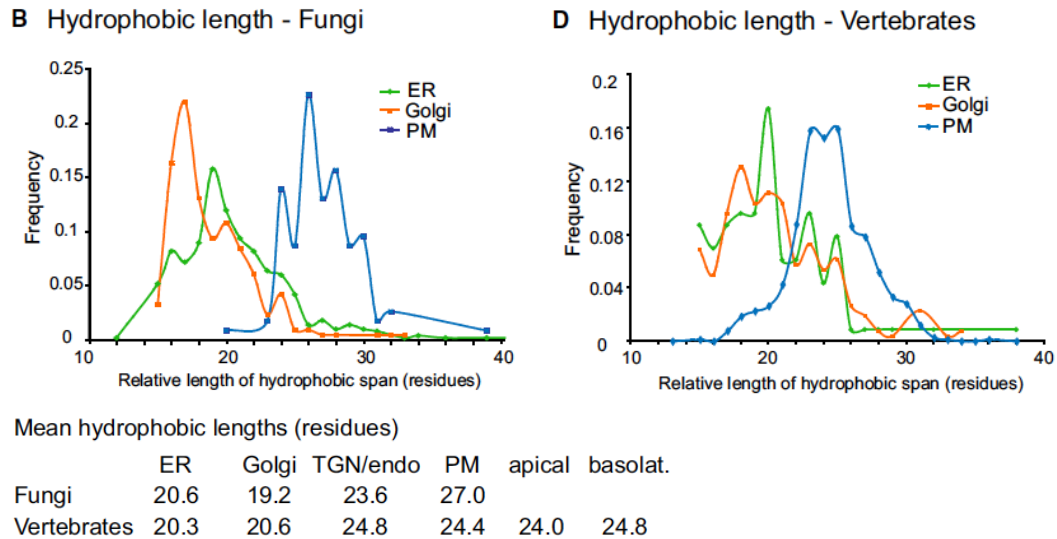 B Hydrophobic length - Fungi
0.25
0.2
0.15
0.1
0.05
0
Frequency
ER
Golgi
PM
10 20 30 40
Relative length of hydrophobic span (residues)
D Hydrophobic length - Vertebrates
0.2
0.16
0.12
0.08
0.04
0
Frequency
ER
Golgi
PM
10 20 30 40
Relative length of hydrophobic span (residues)
Mean hydrophobic lengths (residues)
ER Golgi TGN/endo PM apical basolat.
Fungi 20.6 19.2 23.6 27.0
Vertebrates 20.3 20.6 24.8 24.4 24.0 24.8